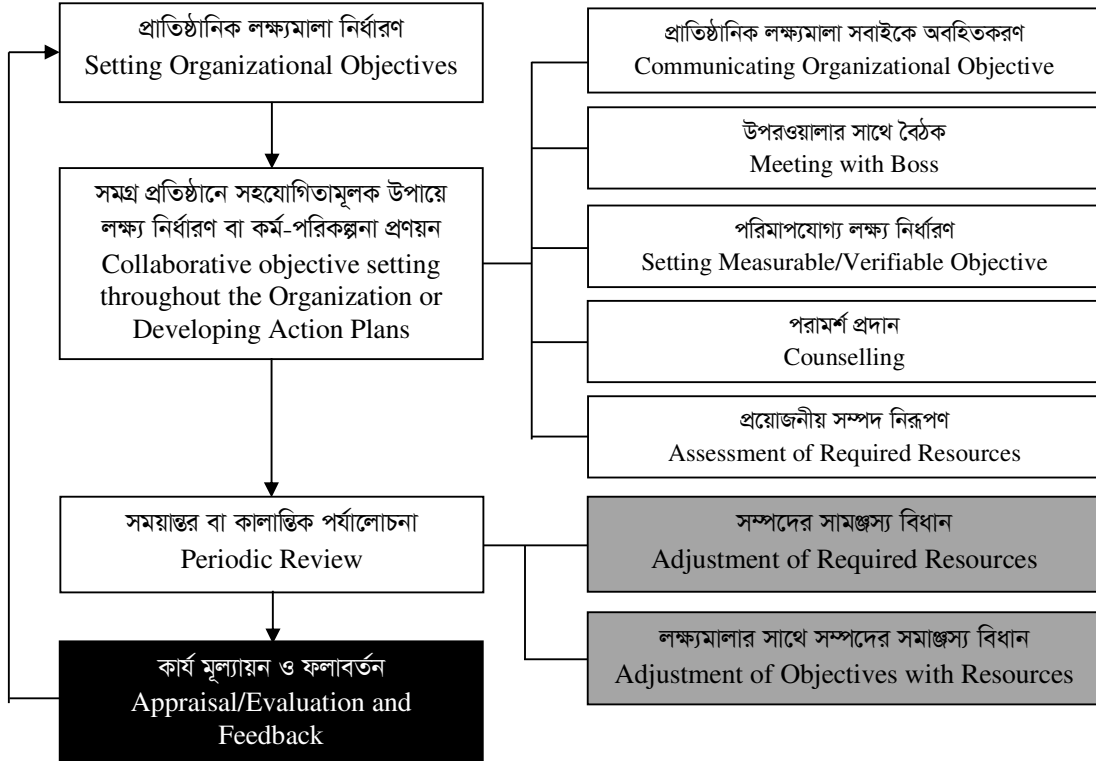 প্রাতিষ্ঠানিক লক্ষ্যমালা নির্ধারণ
Setting Organizational Objectives
সমগ্র প্রতিষ্ঠানে সহযোগিতামূলক উপায়ে
লক্ষ্য নির্ধারণ বা কর্ম-পরিকল্পনা প্রণয়ন
Collaborative objective setting
throughout the Organization or
Developing Action Plans
প্রাতিষ্ঠানিক লক্ষ্যমালা সবাইকে অবহিতকরণ
Communicating Organizational Objective
উপরওয়ালার সাথে বৈঠক
Meeting with Boss
পরিমাপযোগ্য লক্ষ্য নির্ধারণ
Setting Measurable/Verifiable Objective
পরামর্শ প্রদান
Counselling
প্রয়োজনীয় সম্পদ নিরূপণ
Assessment of Required Resources
সময়ান্তর বা কালান্তিক পর্যালোচনা
Periodic Review
সম্পদের সামঞ্জস্য বিধান
Adjustment of Required Resources
লক্ষ্যমালার সাথে সম্পদের সমাঞ্জস্য বিধান
Adjustment of Objectives with Resources
কার্য মূল্যায়ন ও ফলাবর্তন
Appraisal/Evaluation and
Feedback